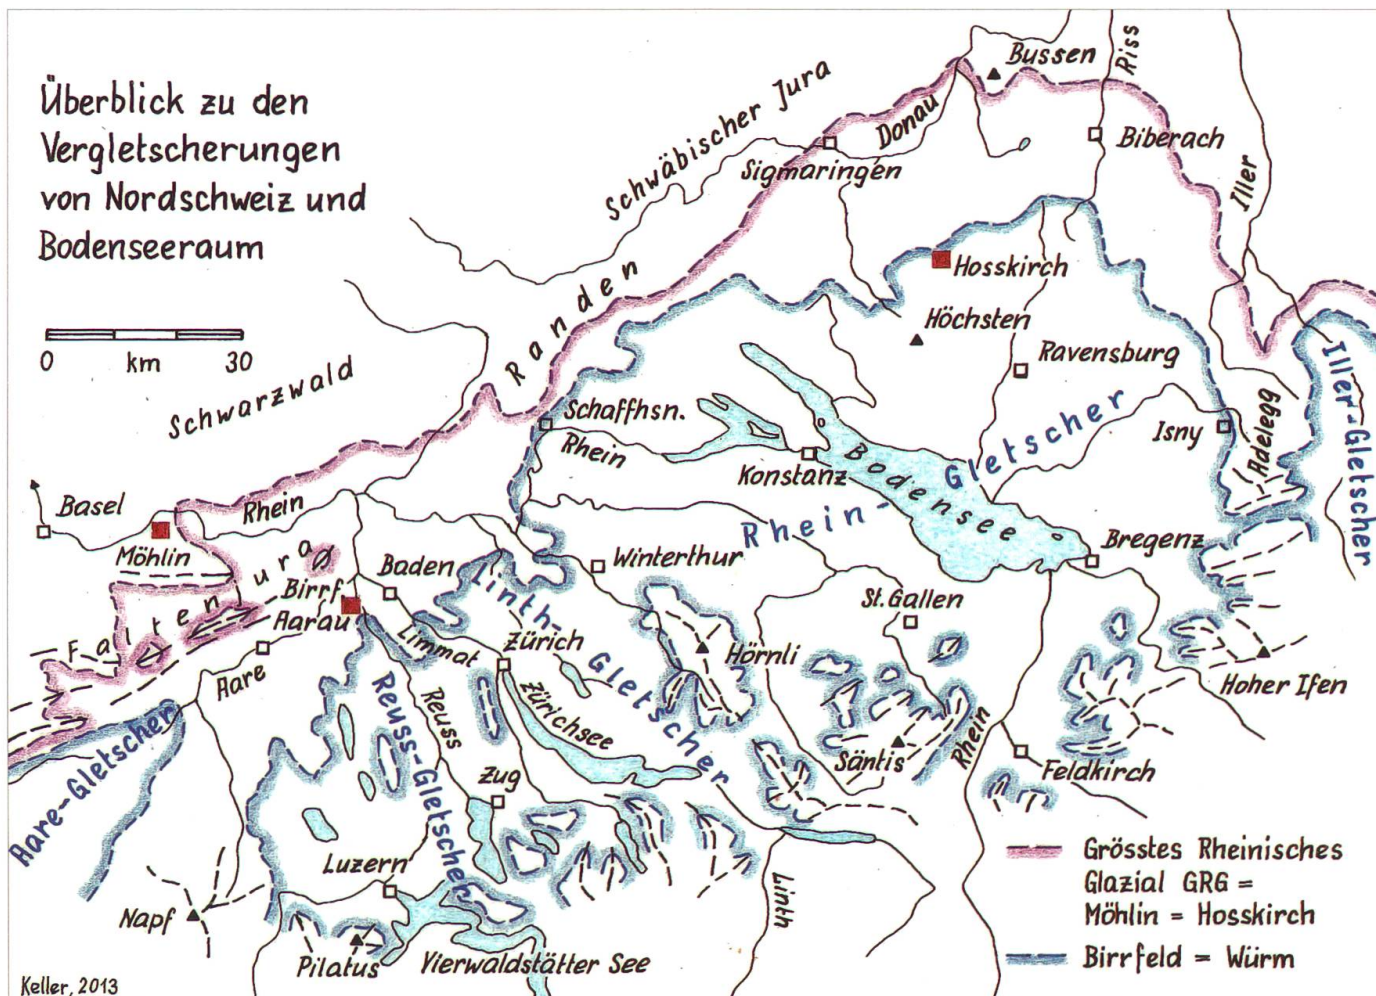 Überblick zu den
Vergletscherungen
von Nordschweiz und
Bodenseeraum
0 km 30
Schwäbischer Jura
Bussen
Riss
Donau
Sigmaringen
Biberach
Iller
Randen
Hosskirch
Höchsten
Ravensburg
Schwarzwald
Schaffhsn.
Rhein
Konstanz
Bodensee
Rhein-
Gletscher
Isny
Adelegg
Iller-Gletscher
Basel
Rhein
Möhlin
Falten
ura
Birrf
Baden
Aarau
Limmat
Aare
Winterthur
Linth-
Gletscher
Zürich
Zürichsee
Hörnli
St.Gallen
Bregenz
Hoher Ifen
Säntis
Rhein
Feldkirch
Aare-Gletscher
Reuss
Reuss-Gletscher
Zug
Luzern
Napf
Pilatus
Vierwaldstätter See
Linth
Grösstes Rheinisches
Glazial GRG =
Möhlin = Hosskirch
Birrfeld = Würm
Keller, 2013